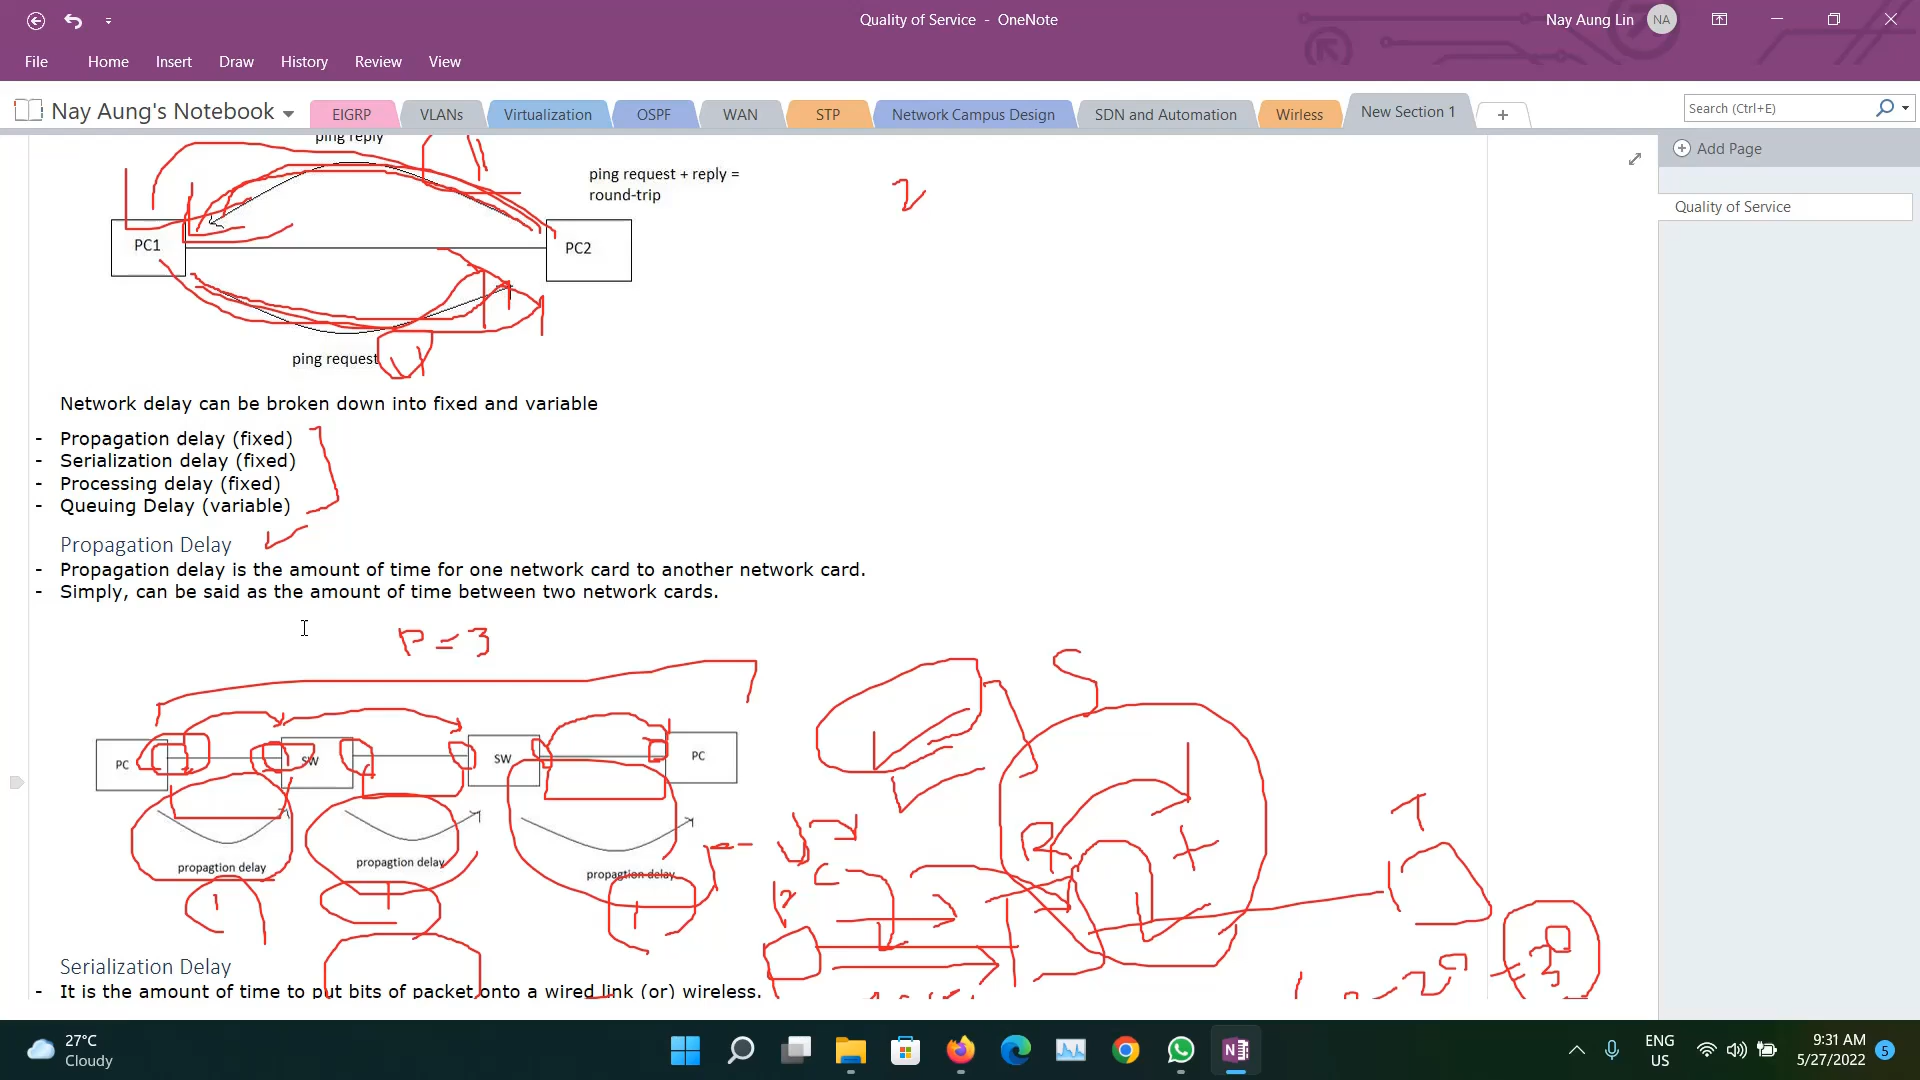 Quality of Service - OneNote
Nay Aung Lin
NA
File
Home
Insert
Draw
History
Review
View
Nay Aung's Notebook
EIGRP
VLANs
Virtualization
OSPF
WAN
STP
Network Campus Design
SDN and Automation
Wirless
New Section 1
Search (Ctrl+E)
Add Page
Quality of Service
ping reply
ping request + reply =
round-trip
2
PC1
PC2
ping request
Network delay can be broken down into fixed and variable
- Propagation delay (fixed)
- Serialization delay (fixed)
- Processing delay (fixed)
- Queuing Delay (variable)
Propagation Delay
- Propagation delay is the amount of time for one network card to another network card.
- Simply, can be said as the amount of time between two network cards.
P = 3
S
PC
SW
SW
PC
propagtion delay
propagtion delay
propagtion delay
1
1
1
Serialization Delay
- It is the amount of time to put bits of packet onto a wired link (or) wireless.
27°C
Cloudy
ENG
US
9:31 AM
5/27/2022
5